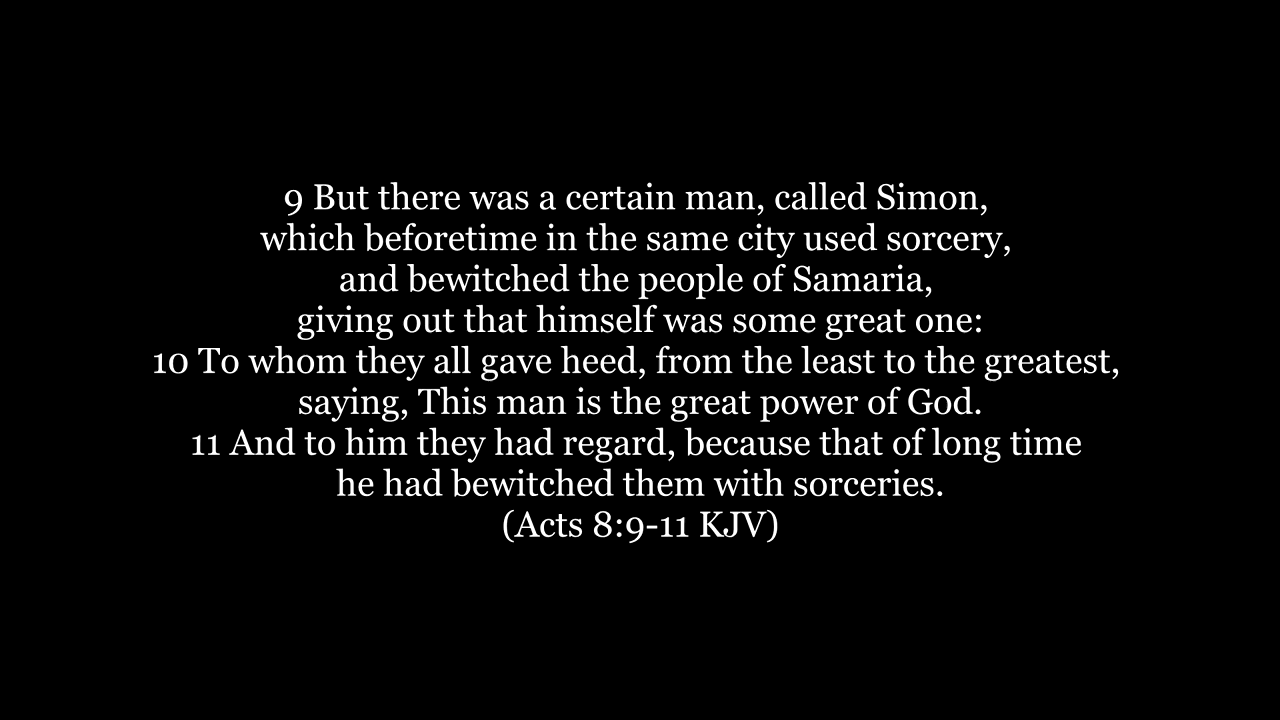 9 But there was a certain man, called Simon,
which beforetime in the same city used sorcery,
and bewitched the people of Samaria,
giving out that himself was some great one:
10 To whom they all gave heed, from the least to the greatest,
saying, This man is the great power of God.
11 And to him they had regard, because that of long time
he had bewitched them with sorceries.
(Acts 8:9-11 KJV)